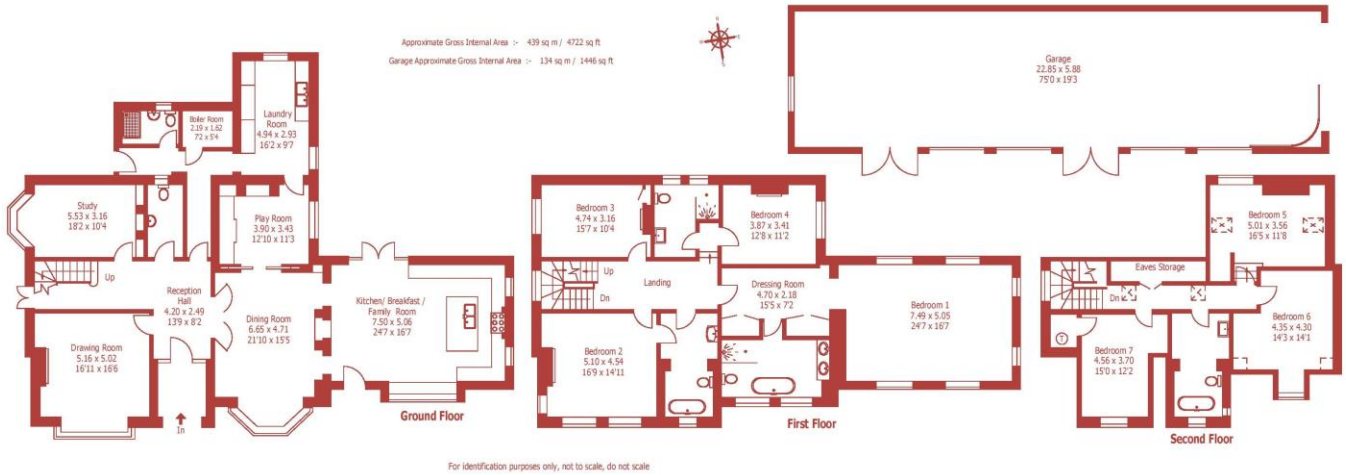 Approximate Gross Internal Area :- 439 sq m / 4722 sq ft
Garage Approximate Gross Internal Area :- 134 sq m / 1446 sq ft
Garage
22.85 x 5.88
75'0 x 19'3
Boiler Room
2.19 x 1.62
7'2 x 5'4
Laundry
Room
4.94 x 2.93
16'2 x 9'7
Study
5.53 x 3.16
18'2 x 10'4
Play Room
3.90 x 3.43
12'10 x 11'3
Up
Reception
Hall
4.20 x 2.49
13'9 x 8'2
Dining Room
6.65 x 4.71
21'10 x 15'5
Kitchen/ Breakfast /
Family Room
7.50 x 5.06
24'7 x 16'7
Drawing Room
5.16 x 5.02
16'11 x 16'6
In
Ground Floor
Bedroom 3
4.74 x 3.16
15'7 x 10'4
Bedroom 4
3.87 x 3.41
12'8 x 11'2
Up
Dn
Landing
Dressing Room
4.70 x 2.18
15'5 x 7'2
Bedroom 1
7.49 x 5.05
24'7 x 16'7
Bedroom 2
5.10 x 4.54
16'9 x 14'11
First Floor
Bedroom 5
5.01 x 3.56
16'5 x 11'8
Eaves Storage
Dn
Bedroom 6
4.35 x 4.30
14'3 x 14'1
T
Bedroom 7
4.56 x 3.70
15'0 x 12'2
Second Floor
For identification purposes only, not to scale, do not scale